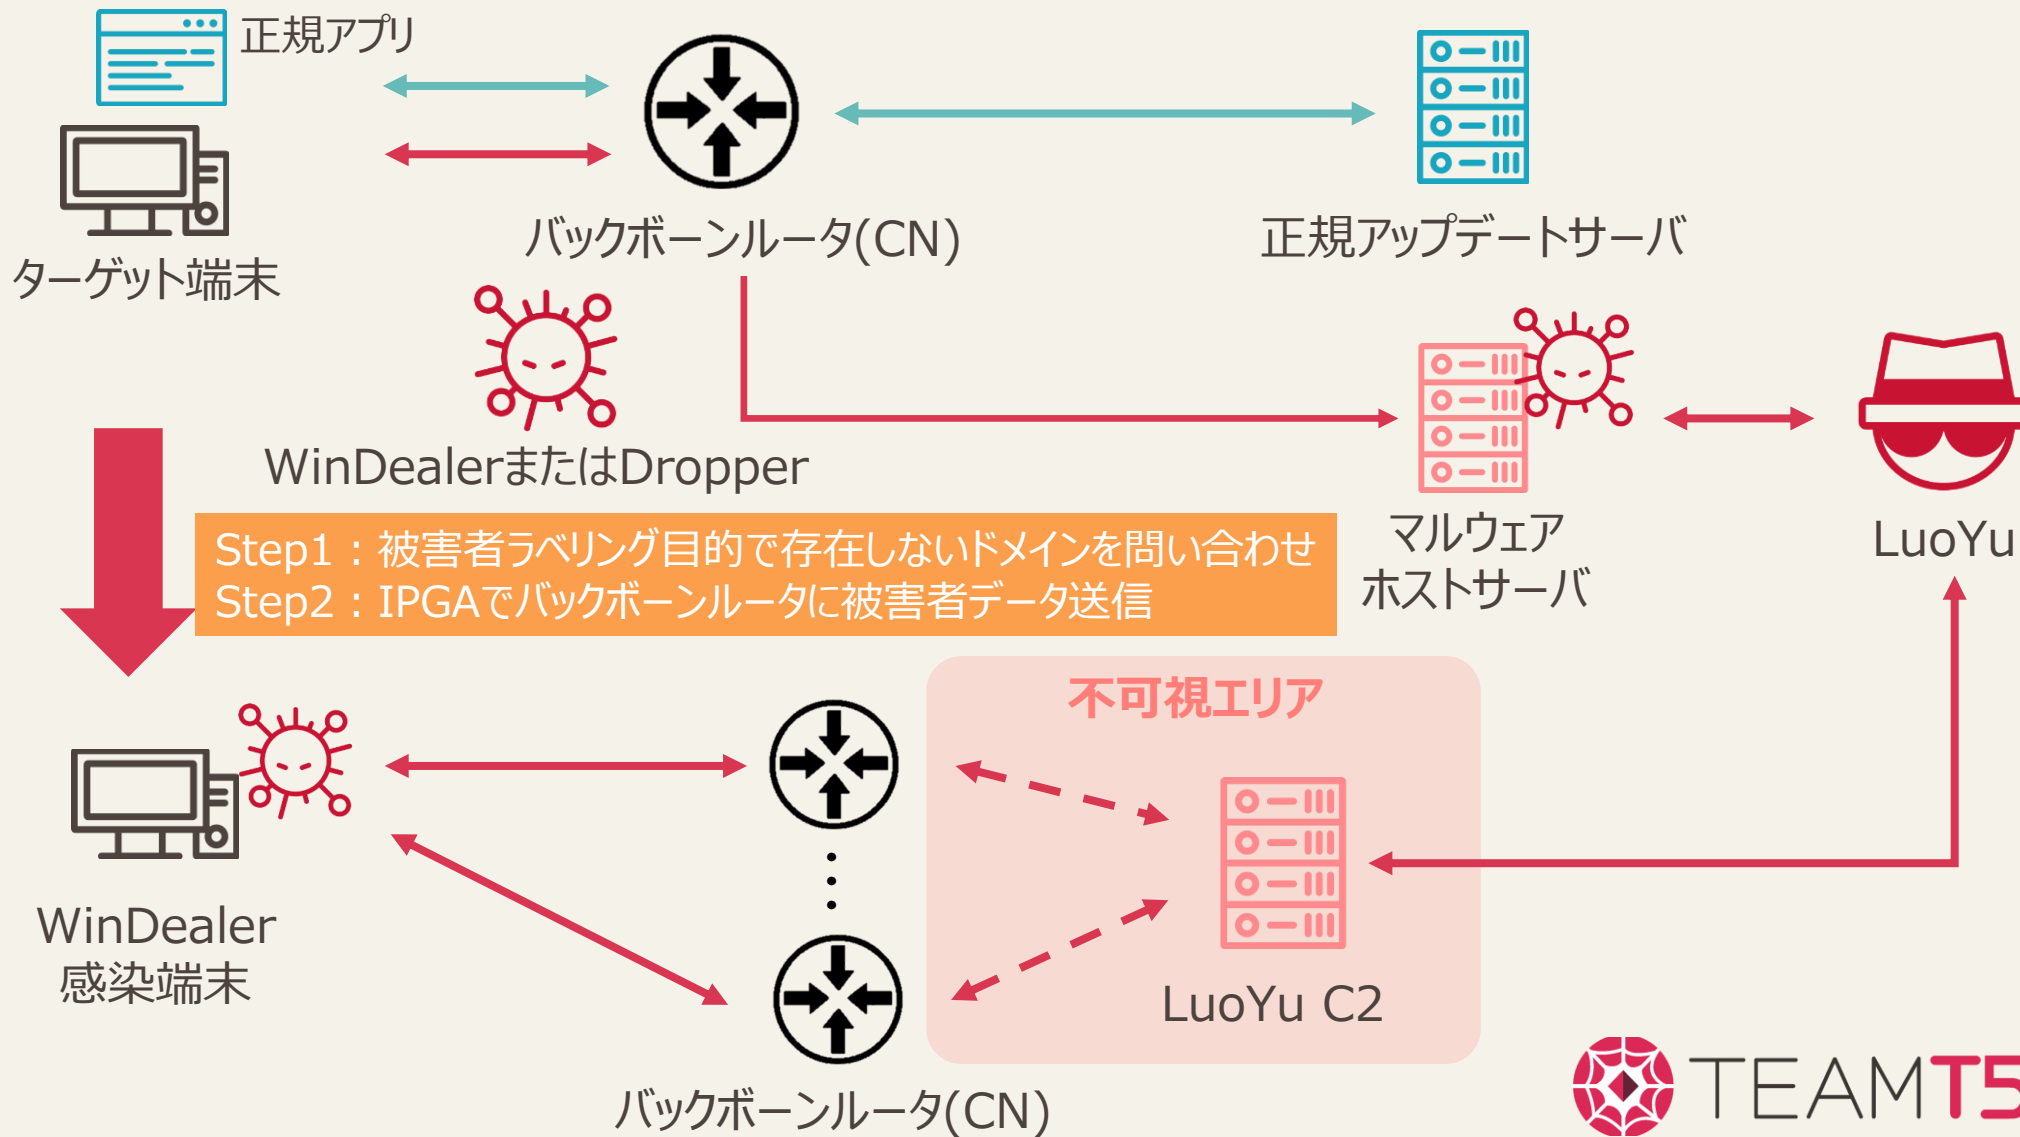 正規アプリ
バックボーンルータ(CN)
正規アップデートサーバ
ターゲット端末
WinDealerまたはDropper
マルウェア
ホストサーバ
LuoYu
Step1：被害者ラベリング目的で存在しないドメインを問い合わせ
Step2：IPGAでバックボーンルータに被害者データ送信
不可視エリア
WinDealer
感染端末
LuoYu C2
バックボーンルータ(CN)
TEAMT5